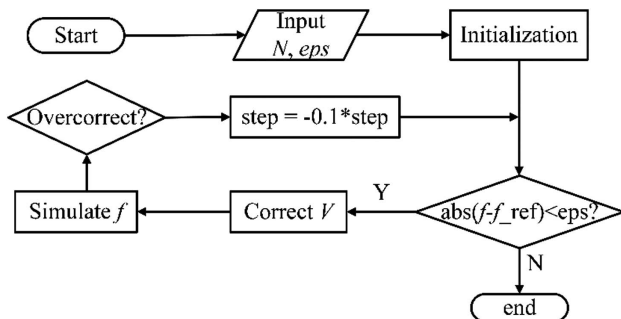 Start
Input
N, eps
Initialization
Overcorrect?
step = -0.1*step
Simulate f
Correct V
Y
abs(f-f_ref)<eps?
N
end